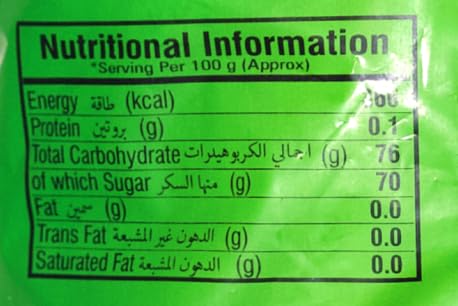 Nutritional Information
*Serving Per 100 g (Approx)
Energy طاقة (kcal)
Protein بروتين (g) 0.1
Total Carbohydrate اجمالي الكربوهيدرات (g) 76
of which Sugar منها السكر (g) 70
Fat سمين (g) 0.0
Trans Fat الدهون غير المشبعة (g) 0.0
Saturated Fat الدهون المشبعة (g) 0.0